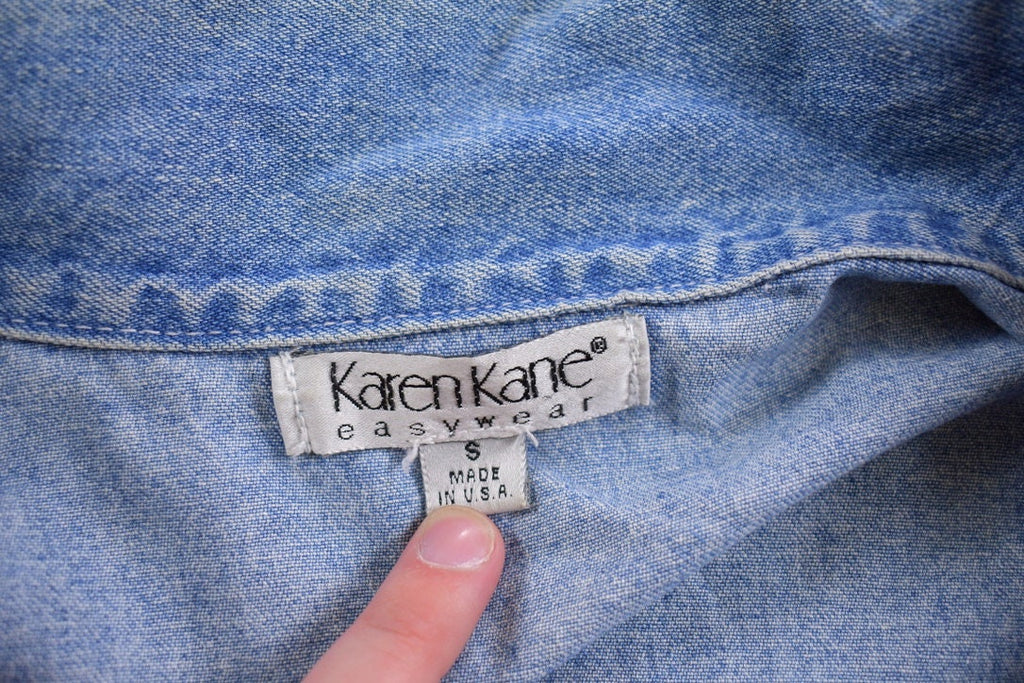 Karen Kane®
easywear
S
MADE
IN U.S.A.